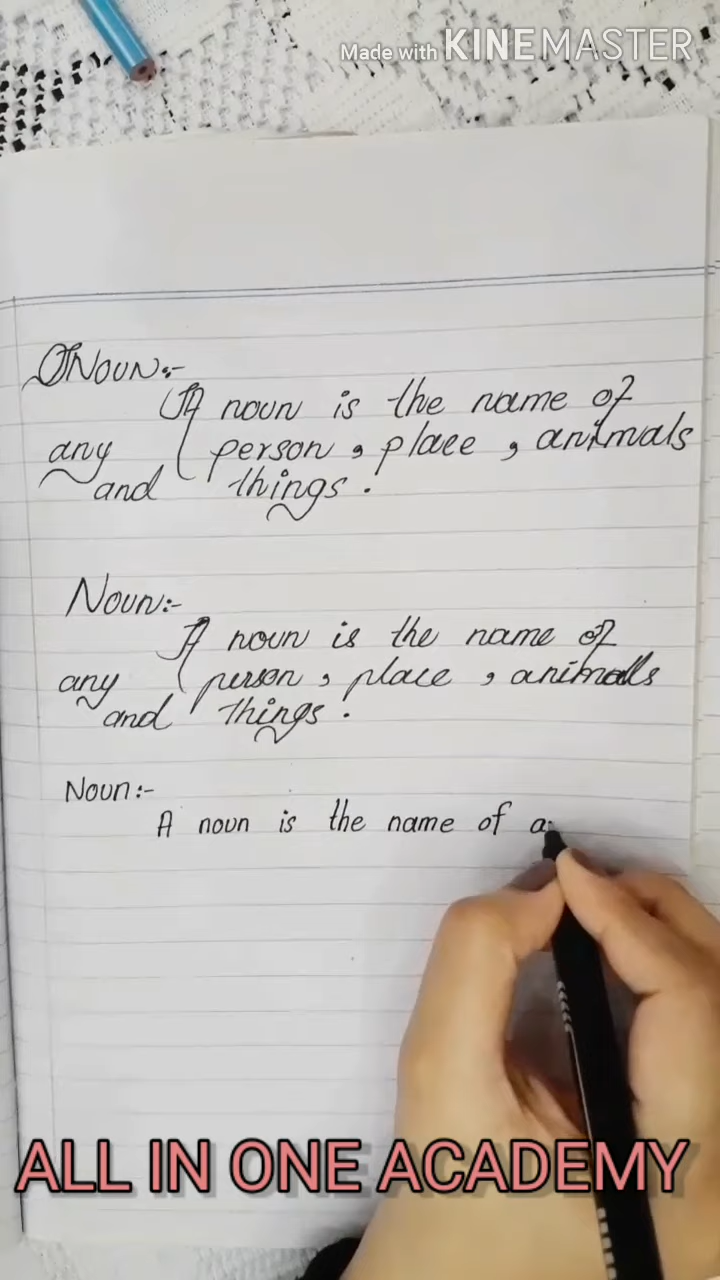 Made with KINEMASTER
Noun:-
A noun is the name of
any person, place, animals
and things.
Noun:-
A noun is the name of
any person, place, animals
and things.
Noun:-
A noun is the name of a
ALL IN ONE ACADEMY